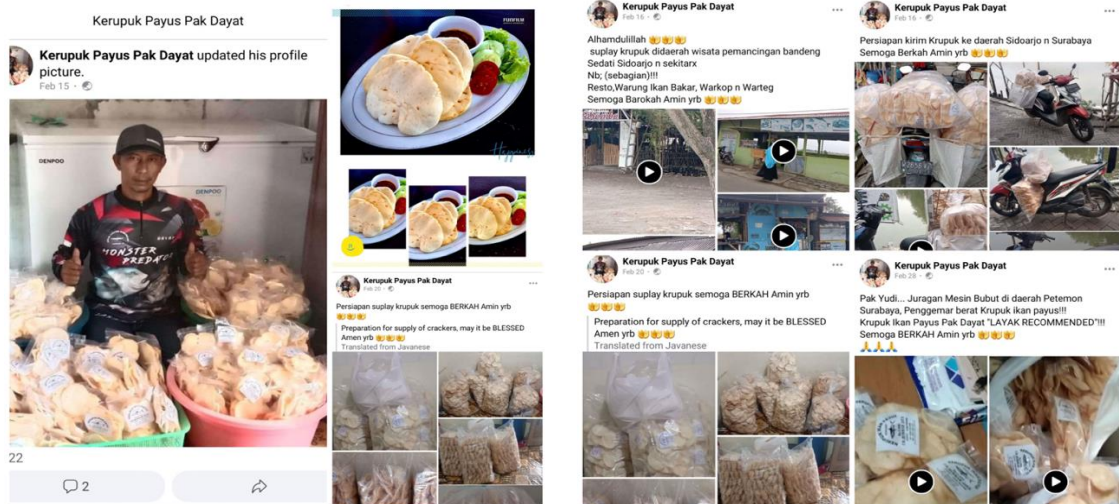 Kerupuk Payus Pak Dayat
Kerupuk Payus Pak Dayat updated his profile
picture.
Feb 15
DENPOO
DENPOO
MONSTER
PREDATOR
22
2
Happiness
Kerupuk Payus Pak Dayat
Feb 20
Persiapan suplay krupuk semoga BERKAH Amin yrb
Preparation for supply of crackers, may it be BLESSED
Amen yrb
Translated from Javanese
Kerupuk Payus Pak Dayat
Feb 16
Alhamdulillah
suplay krupuk didaerah wisata pemancingan bandeng
Sedati Sidoarjo n sekitarx
Nb; (sebagian)!!!
Resto,Warung Ikan Bakar, Warkop n Warteg
Semoga Barokah Amin yrb
Kerupuk Payus Pak Dayat
Feb 20
Persiapan suplay krupuk semoga BERKAH Amin yrb
Preparation for supply of crackers, may it be BLESSED
Amen yrb
Translated from Javanese
Kerupuk Payus Pak Dayat
Feb 16
Persiapan kirim Krupuk ke daerah Sidoarjo n Surabaya
Semoga Berkah Amin yrb
Kerupuk Payus Pak Dayat
Feb 28
Pak Yudi... Juragan Mesin Bubut di daerah Petemon
Surabaya, Penggemar berat Krupuk ikan payus!!!
Krupuk Ikan Payus Pak Dayat "LAYAK RECOMMENDED"!!!
Semoga BERKAH Amin yrb